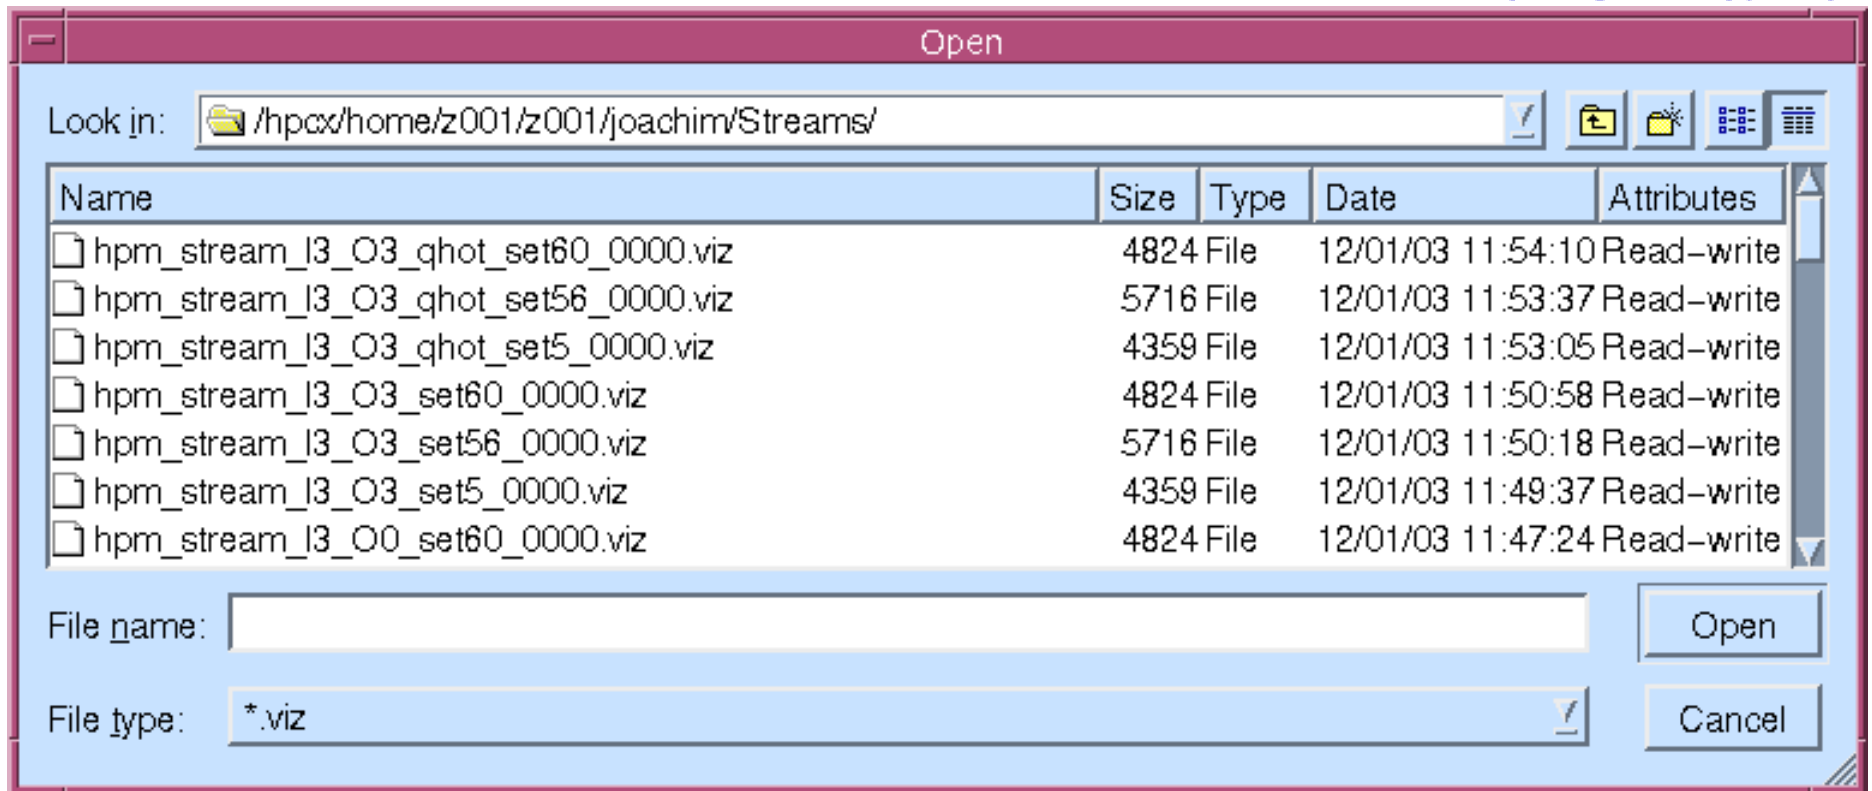 Open
Look in: /hpcx/home/z001/z001/joachim/Streams/
Name Size Type Date Attributes
hpm_stream_l3_O3_qhot_set60_0000.viz 4824 File 12/01/03 11:54:10 Read-write
hpm_stream_l3_O3_qhot_set56_0000.viz 5716 File 12/01/03 11:53:37 Read-write
hpm_stream_l3_O3_qhot_set5_0000.viz 4359 File 12/01/03 11:53:05 Read-write
hpm_stream_l3_O3_set60_0000.viz 4824 File 12/01/03 11:50:58 Read-write
hpm_stream_l3_O3_set56_0000.viz 5716 File 12/01/03 11:50:18 Read-write
hpm_stream_l3_O3_set5_0000.viz 4359 File 12/01/03 11:49:37 Read-write
hpm_stream_l3_O0_set60_0000.viz 4824 File 12/01/03 11:47:24 Read-write
File name: Open
File type: *.viz Cancel